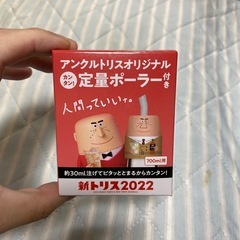 アンクルトリスオリジナル
カンタン!
定量ポーラー付き
人間っていいナ。
700ml用
約30ml注げてピタッととまるからカンタン!
新トリス2022